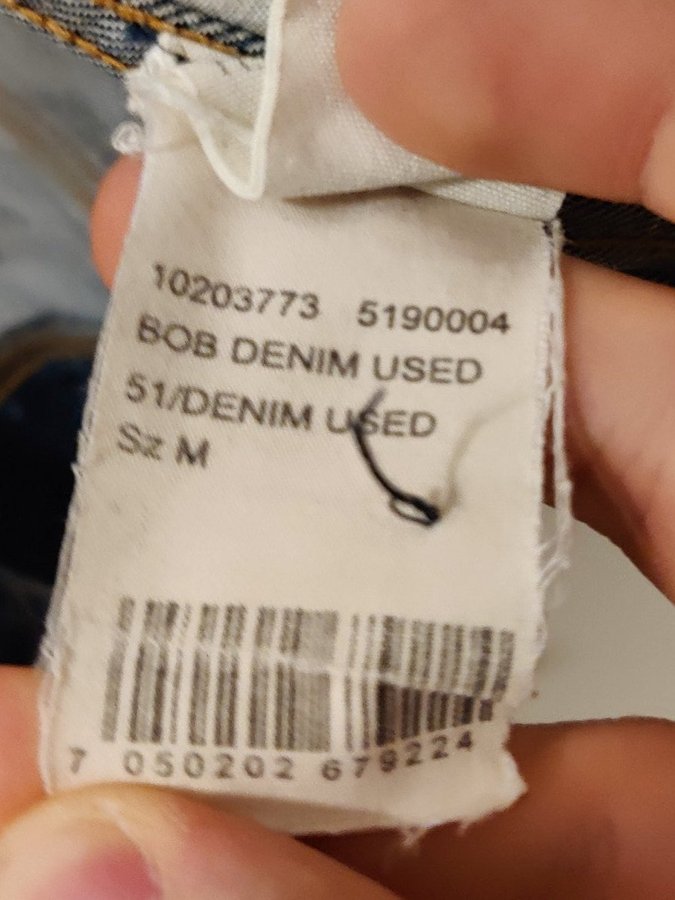 10203773 5190004
BOB DENIM USED
51/DENIM USED
Sz M
7 050202 679224